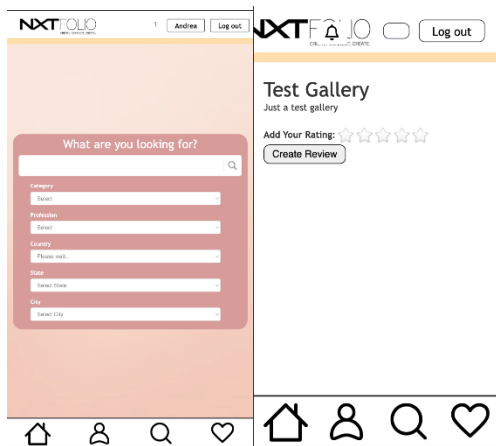 NXTFOLIO
1 Andrea Log out
What are you looking for?
Category
Select
Profession
Select
Country
Please wait..
State
Select State
City
Select City
NXTFOLIO
Log out
Test Gallery
Just a test gallery
Add Your Rating:
Create Review